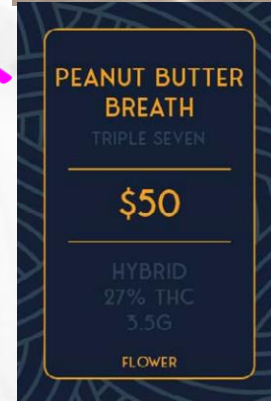 PEANUT BUTTER
BREATH
TRIPLE SEVEN
$50
HYBRID
27% THC
3.5G
FLOWER